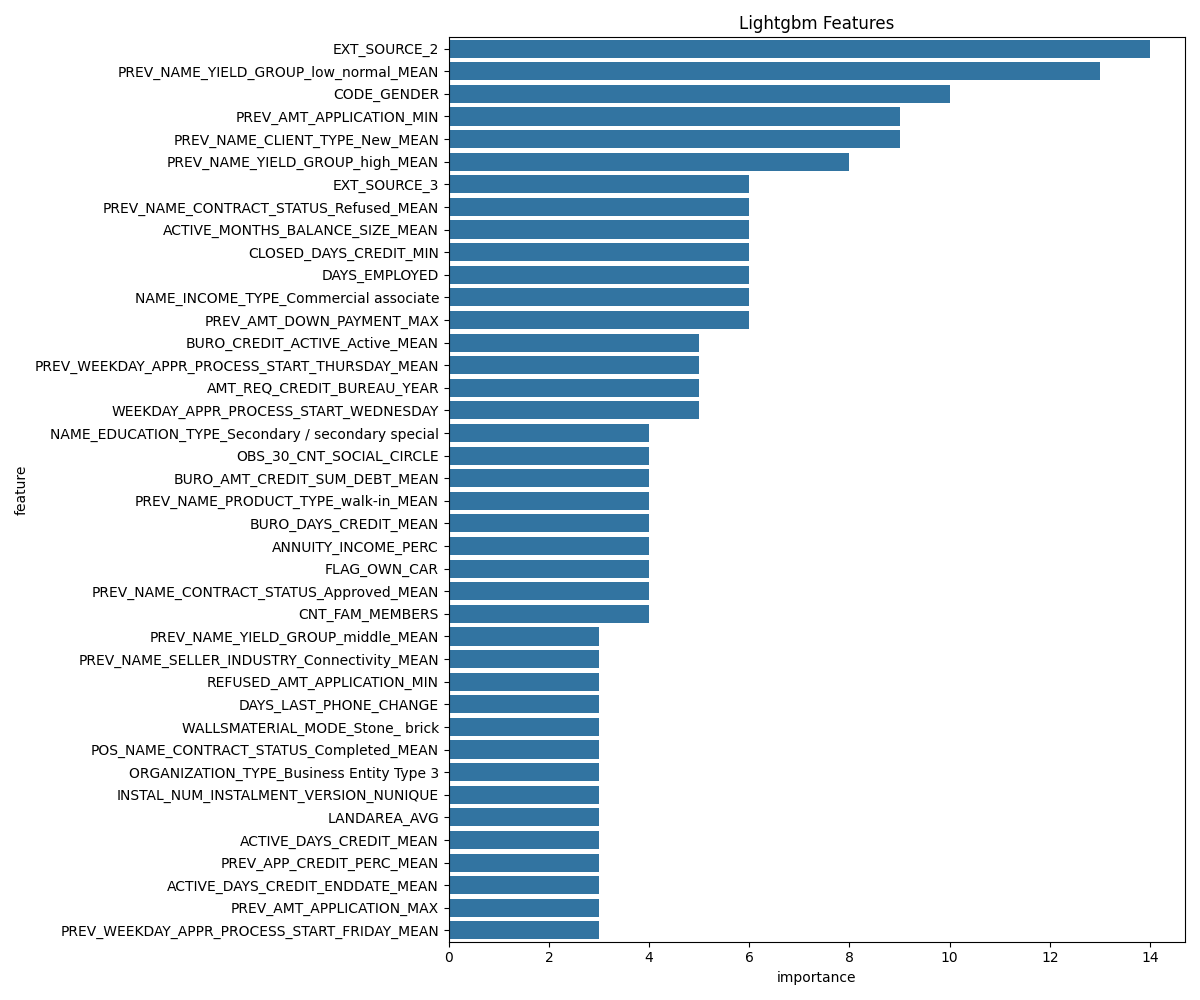 Lightgbm Features
EXT_SOURCE_2
PREV_NAME_YIELD_GROUP_low_normal_MEAN
CODE_GENDER
PREV_AMT_APPLICATION_MIN
PREV_NAME_CLIENT_TYPE_New_MEAN
PREV_NAME_YIELD_GROUP_high_MEAN
EXT_SOURCE_3
PREV_NAME_CONTRACT_STATUS_Refused_MEAN
ACTIVE_MONTHS_BALANCE_SIZE_MEAN
CLOSED_DAYS_CREDIT_MIN
DAYS_EMPLOYED
NAME_INCOME_TYPE_Commercial associate
PREV_AMT_DOWN_PAYMENT_MAX
BURO_CREDIT_ACTIVE_Active_MEAN
PREV_WEEKDAY_APPR_PROCESS_START_THURSDAY_MEAN
AMT_REQ_CREDIT_BUREAU_YEAR
WEEKDAY_APPR_PROCESS_START_WEDNESDAY
NAME_EDUCATION_TYPE_Secondary / secondary special
OBS_30_CNT_SOCIAL_CIRCLE
BURO_AMT_CREDIT_SUM_DEBT_MEAN
PREV_NAME_PRODUCT_TYPE_walk-in_MEAN
BURO_DAYS_CREDIT_MEAN
ANNUITY_INCOME_PERC
FLAG_OWN_CAR
PREV_NAME_CONTRACT_STATUS_Approved_MEAN
CNT_FAM_MEMBERS
PREV_NAME_YIELD_GROUP_middle_MEAN
PREV_NAME_SELLER_INDUSTRY_Connectivity_MEAN
REFUSED_AMT_APPLICATION_MIN
DAYS_LAST_PHONE_CHANGE
WALLSMATERIAL_MODE_Stone_ brick
POS_NAME_CONTRACT_STATUS_Completed_MEAN
ORGANIZATION_TYPE_Business Entity Type 3
INSTAL_NUM_INSTALMENT_VERSION_NUNIQUE
LANDAREA_AVG
ACTIVE_DAYS_CREDIT_MEAN
PREV_APP_CREDIT_PERC_MEAN
ACTIVE_DAYS_CREDIT_ENDDATE_MEAN
PREV_AMT_APPLICATION_MAX
PREV_WEEKDAY_APPR_PROCESS_START_FRIDAY_MEAN
feature
0 2 4 6 8 10 12 14
importance